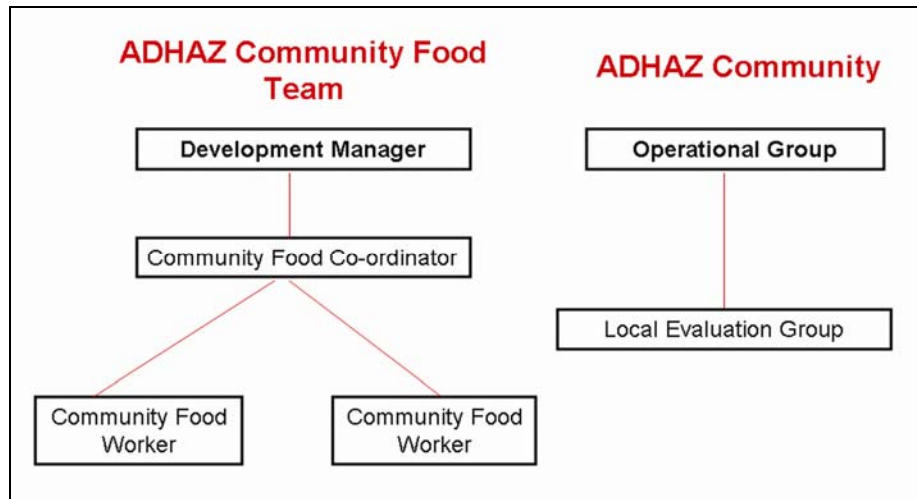 ADHAZ Community Food
Team
Development Manager
Community Food Co-ordinator
Community Food
Worker
Community Food
Worker
ADHAZ Community
Operational Group
Local Evaluation Group